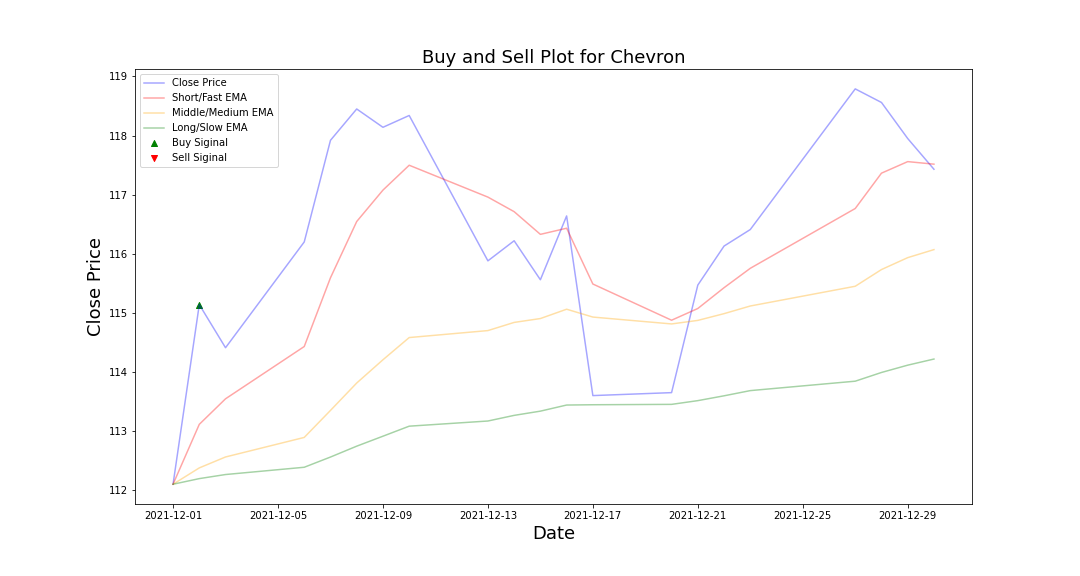 Buy and Sell Plot for Chevron
119
118
117
116
115
114
113
112
Close Price
Close Price
Short/Fast EMA
Middle/Medium EMA
Long/Slow EMA
Buy Siginal
Sell Siginal
2021-12-01 2021-12-05 2021-12-09 2021-12-13 2021-12-17 2021-12-21 2021-12-25 2021-12-29
Date